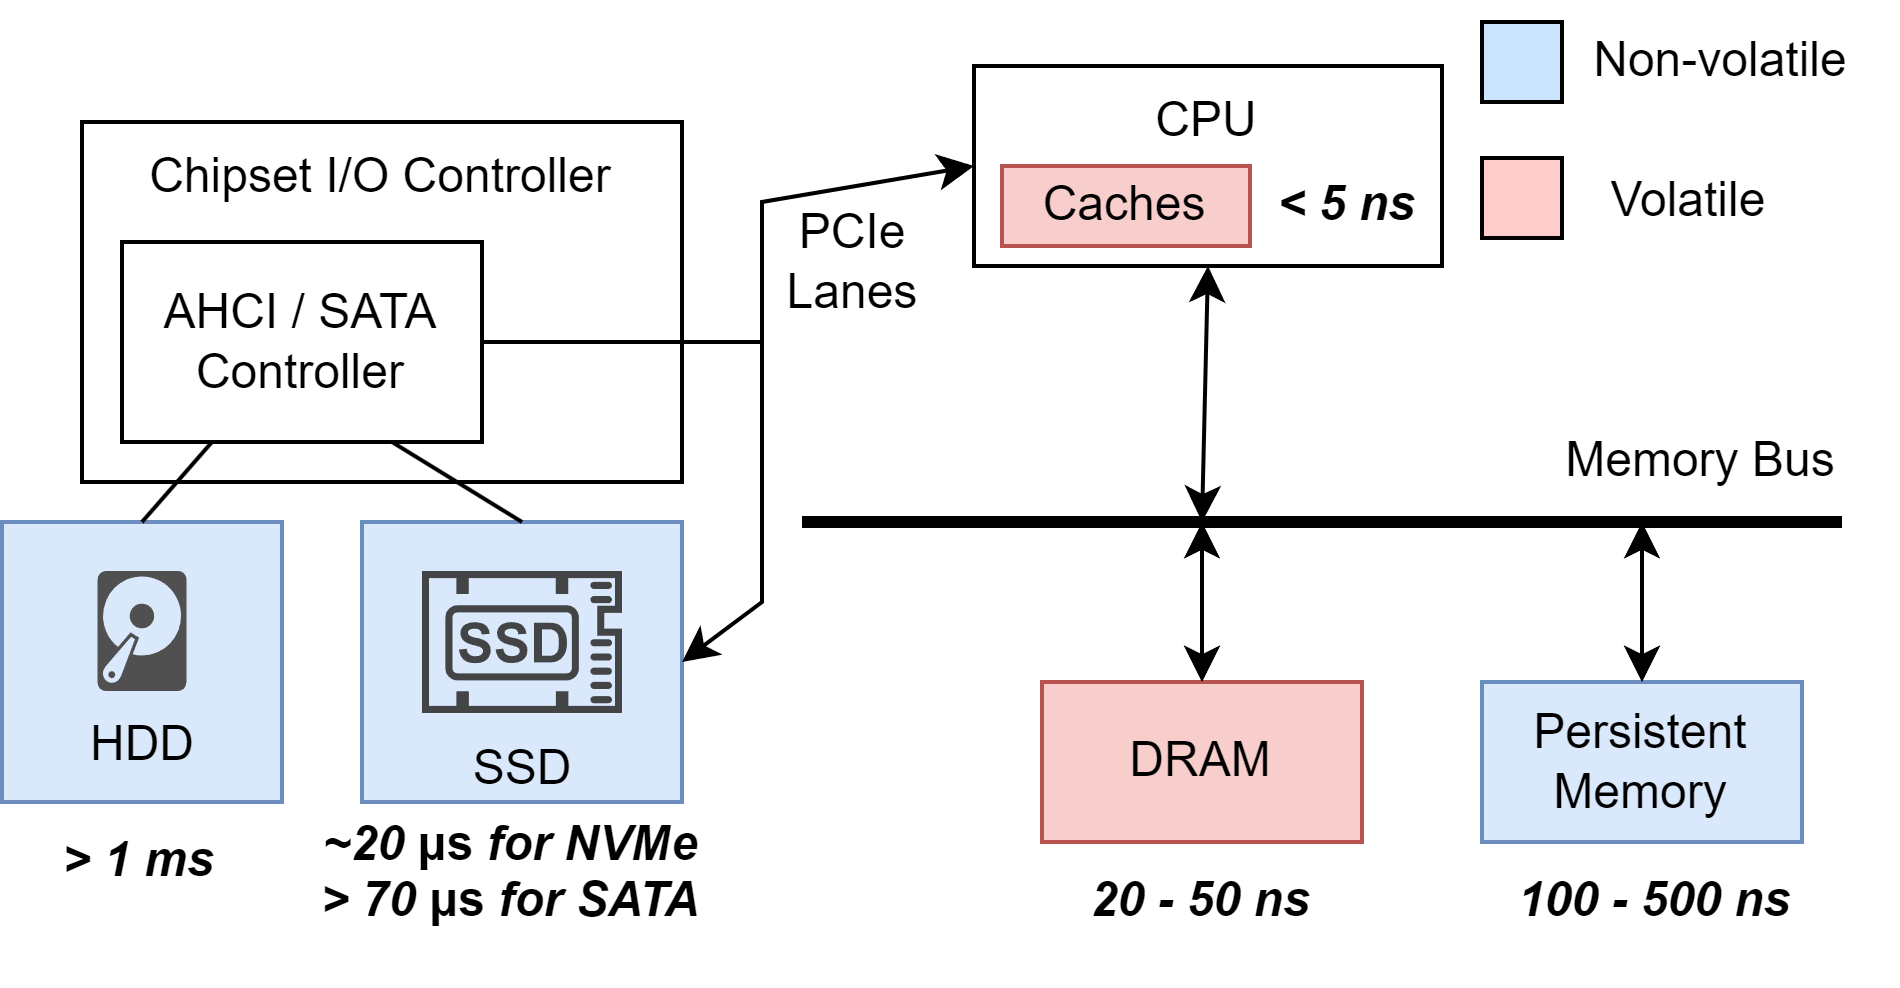 Non-volatile
Volatile
CPU
Caches
< 5 ns
Chipset I/O Controller
AHCI / SATA
Controller
PCIe
Lanes
Memory Bus
SSD
HDD
SSD
> 1 ms
~20 µs for NVMe
> 70 µs for SATA
DRAM
20 - 50 ns
Persistent
Memory
100 - 500 ns